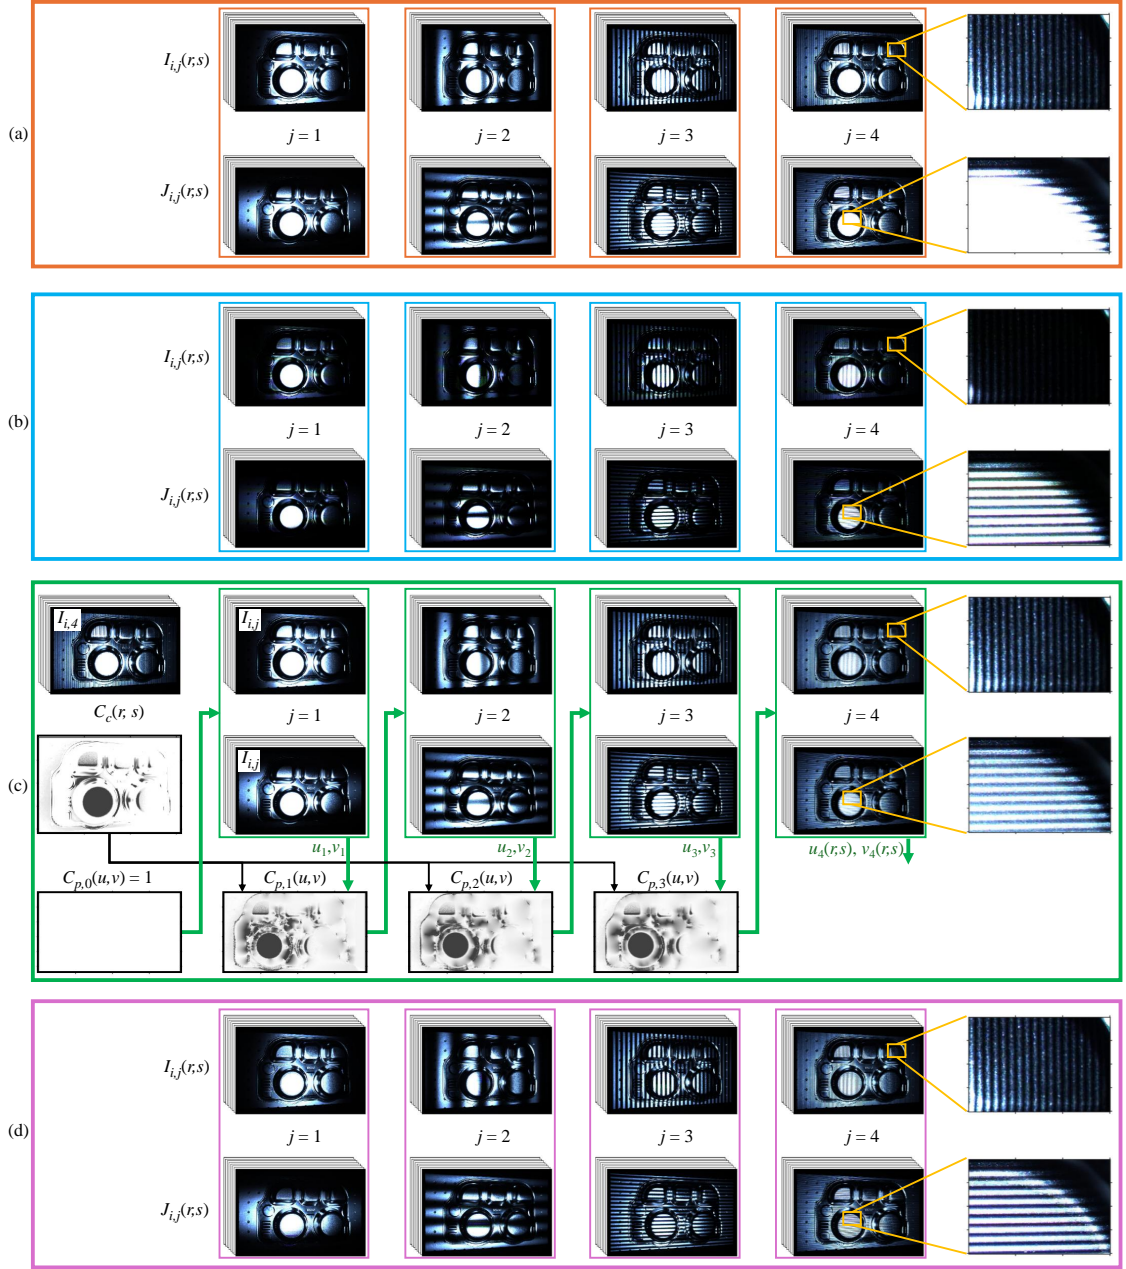 I_{i,j}(r,s)
(a)
j = 1 j = 2 j = 3 j = 4
J_{i,j}(r,s)
I_{i,j}(r,s)
(b)
j = 1 j = 2 j = 3 j = 4
J_{i,j}(r,s)
I_{i,4} I_{i,j}
C_c(r, s) j = 1 j = 2 j = 3 j = 4
I_{i,j}
(c)
u_1,v_1 u_2,v_2 u_3,v_3 u_4(r,s), v_4(r,s)
C_{p,0}(u,v) = 1 C_{p,1}(u,v) C_{p,2}(u,v) C_{p,3}(u,v)
I_{i,j}(r,s)
(d)
j = 1 j = 2 j = 3 j = 4
J_{i,j}(r,s)